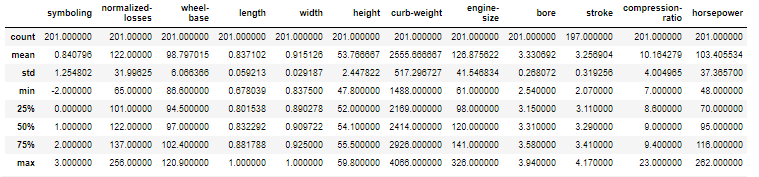 symboling normalized-losses wheel-base length width height curb-weight engine-size bore stroke compression-ratio horsepower
count 201.000000 201.00000 201.000000 201.000000 201.000000 201.000000 201.000000 201.000000 201.000000 197.000000 201.000000 201.000000
mean 0.840796 122.00000 98.797015 0.837102 0.915126 53.766667 2555.666667 126.875622 3.330692 3.256904 10.164279 103.405534
std 1.254802 31.99625 6.066366 0.059213 0.029187 2.447822 517.296727 41.546834 0.268072 0.319256 4.004965 37.365700
min -2.000000 65.00000 86.600000 0.678039 0.837500 47.800000 1488.000000 61.000000 2.540000 2.070000 7.000000 48.000000
25% 0.000000 101.00000 94.500000 0.801538 0.890278 52.000000 2169.000000 98.000000 3.150000 3.110000 8.600000 70.000000
50% 1.000000 122.00000 97.000000 0.832292 0.909722 54.100000 2414.000000 120.000000 3.310000 3.290000 9.000000 95.000000
75% 2.000000 137.00000 102.400000 0.881788 0.925000 55.500000 2926.000000 141.000000 3.580000 3.410000 9.400000 116.000000
max 3.000000 256.00000 120.900000 1.000000 1.000000 59.800000 4066.000000 326.000000 3.940000 4.170000 23.000000 262.000000